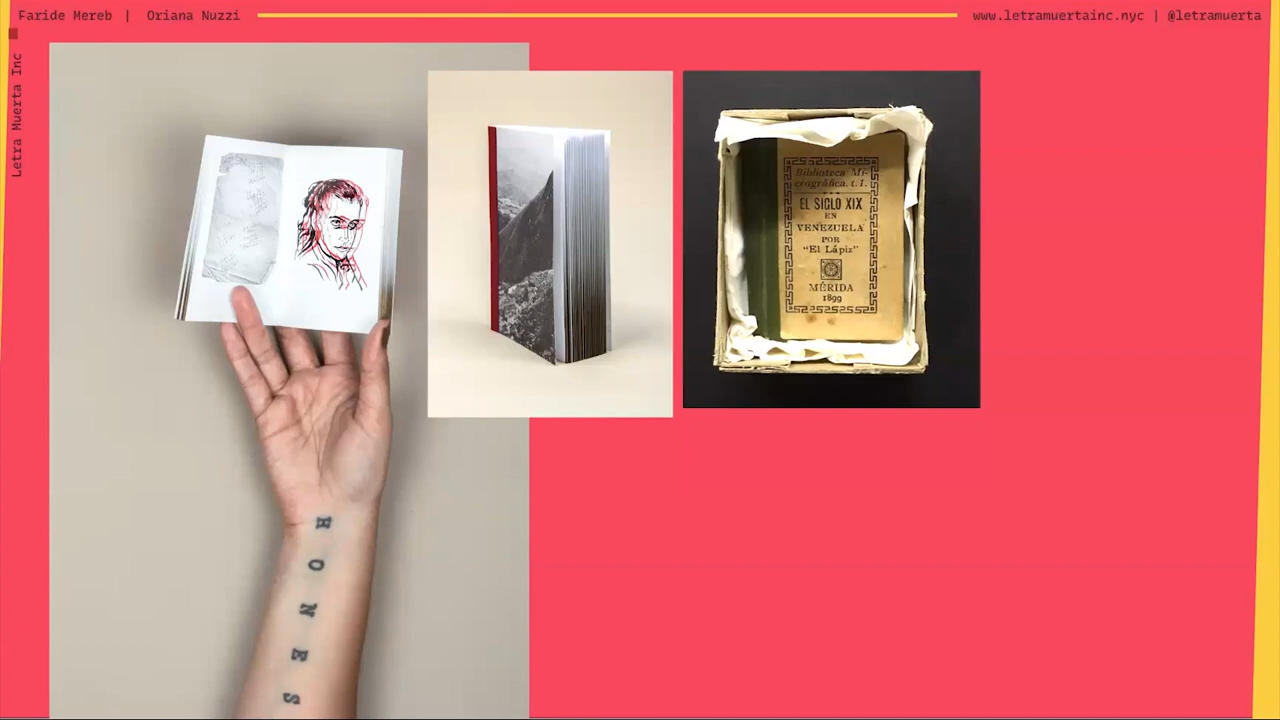 Faride Mereb | Oriana Nuzzi
www.letramuertainc.nyc | @letramuerta
Letra Muerta Inc
Biblioteca Mi-
crográfica. t. I.
EL SIGLO XIX
EN
VENEZUELA
POR
"El Lápiz"
MÉRIDA
1899
H
O
N
E
S